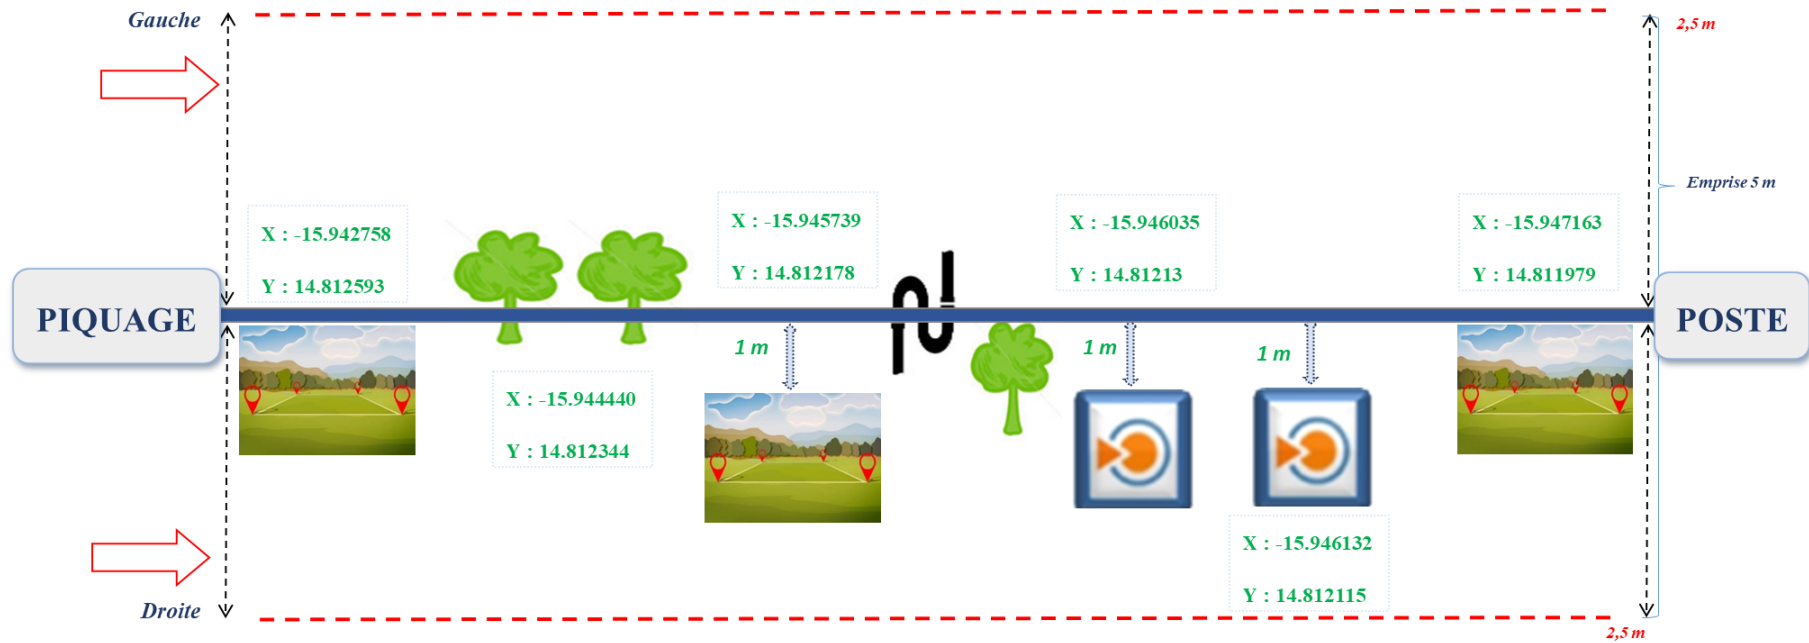 Gauche
2,5 m
Emprise 5 m
X : -15.942758
Y : 14.812593
X : -15.945739
Y : 14.812178
X : -15.946035
Y : 14.81213
X : -15.947163
Y : 14.811979
PIQUAGE
POSTE
1 m
1 m
1 m
X : -15.944440
Y : 14.812344
X : -15.946132
Y : 14.812115
Droite
2,5 m